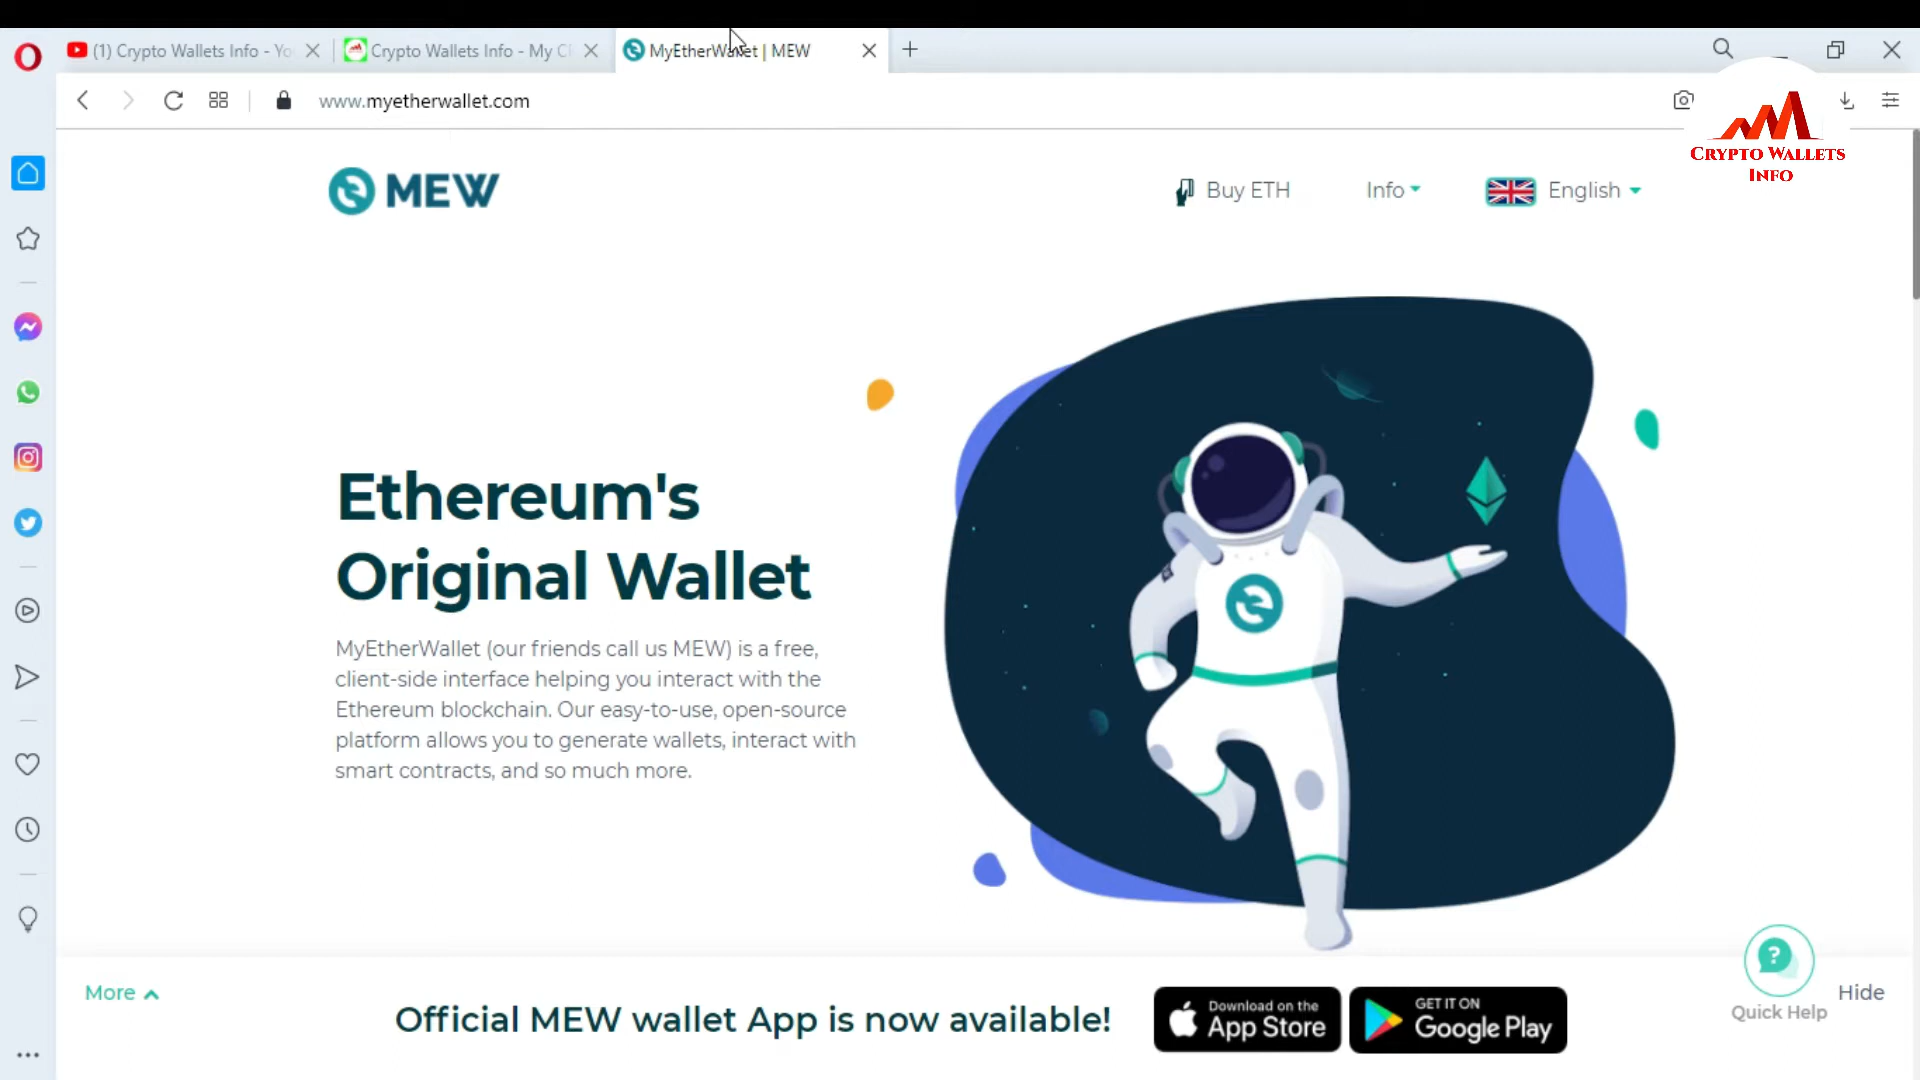 (1) Crypto Wallets Info - Yo
Crypto Wallets Info - My C
MyEtherWallet | MEW
www.myetherwallet.com
CRYPTO WALLETS
INFO
MEW
Buy ETH
Info
English
Ethereum's
Original Wallet
MyEtherWallet (our friends call us MEW) is a free,
client-side interface helping you interact with the
Ethereum blockchain. Our easy-to-use, open-source
platform allows you to generate wallets, interact with
smart contracts, and so much more.
More
Official MEW wallet App is now available!
Download on the
App Store
GET IT ON
Google Play
?
Quick Help
Hide